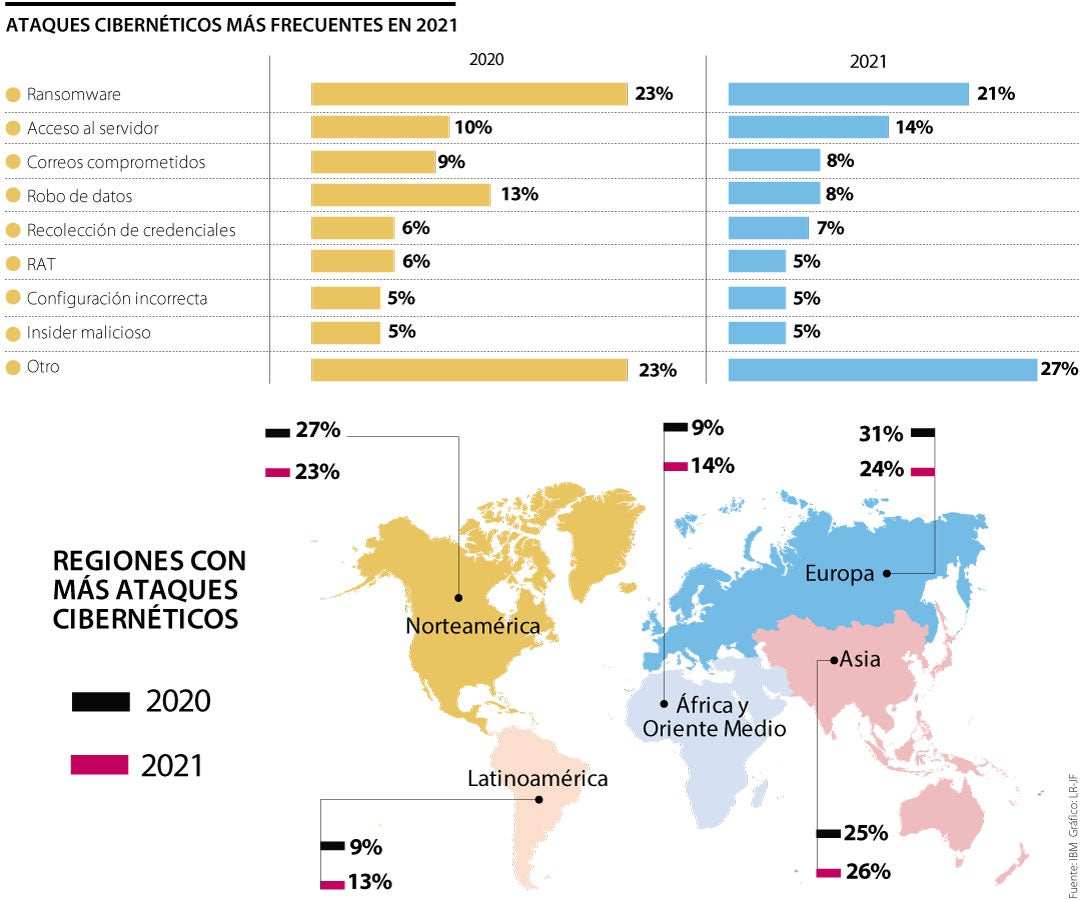 ATAQUES CIBERNÉTICOS MÁS FRECUENTES EN 2021
2020
2021
Ransomware 23% 21%
Acceso al servidor 10% 14%
Correos comprometidos 9% 8%
Robo de datos 13% 8%
Recolección de credenciales 6% 7%
RAT 6% 5%
Configuración incorrecta 5% 5%
Insider malicioso 5% 5%
Otro 23% 27%
27%
23%
9%
14%
31%
24%
REGIONES CON
MÁS ATAQUES
CIBERNÉTICOS
2020
2021
Norteamérica
Europa
Asia
África y
Oriente Medio
Latinoamérica
9%
13%
25%
26%
Fuente: IBM Gráfico: LR-JF